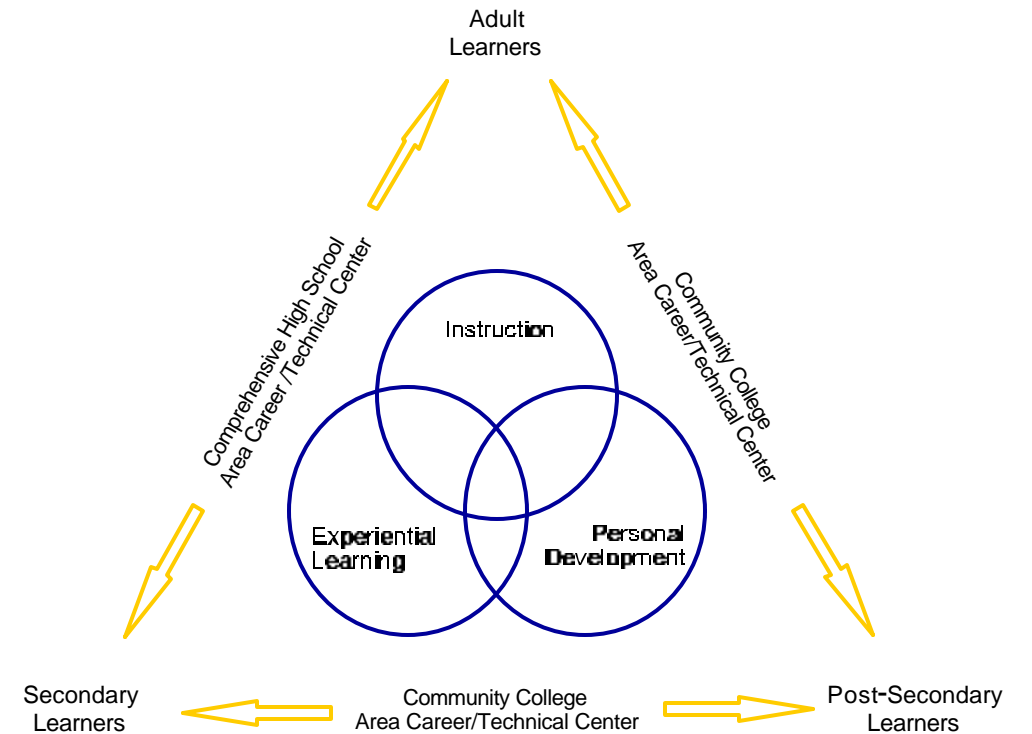 Adult
Learners
Comprehensive High School
Area Career/Technical Center
Community College
Area Career/Technical Center
Instruction
Experiential
Learning
Personal
Development
Secondary
Learners
Community College
Area Career/Technical Center
Post-Secondary
Learners